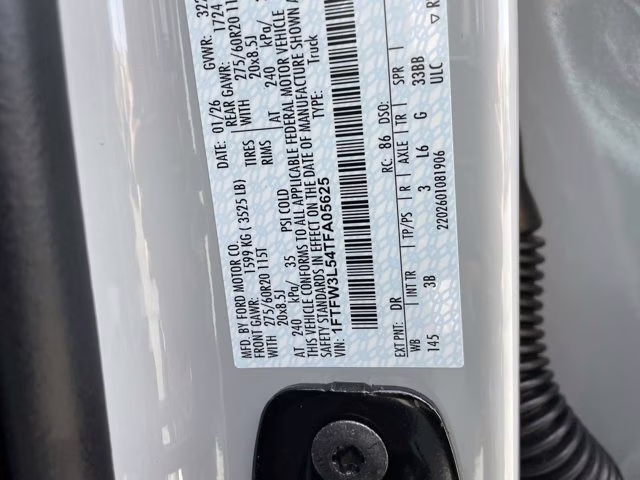 MFD. BY FORD MOTOR CO.
DATE: 01/26 GVWR:
FRONT GAWR: 1599 KG ( 3525 LB)
REAR GAWR: 1724
WITH 275/60R20 115T TIRES
WITH 275/60R20
20x8.5J RIMS
20x8.5J
AT 240 kPa/ 35 PSI COLD
AT 240 kPa/
THIS VEHICLE CONFORMS TO ALL APPLICABLE FEDERAL MOTOR VEHICLE
SAFETY STANDARDS IN EFFECT ON THE DATE OF MANUFACTURE SHOWN
VIN: 1FTFW3L54TFA05625 TYPE: Truck
EXT PNT: DR RC: 86 DSO:
WB INT TR TP/PS R AXLE TR SPR
145 3B 3 L6 G 33BB
2202601081906 ULC